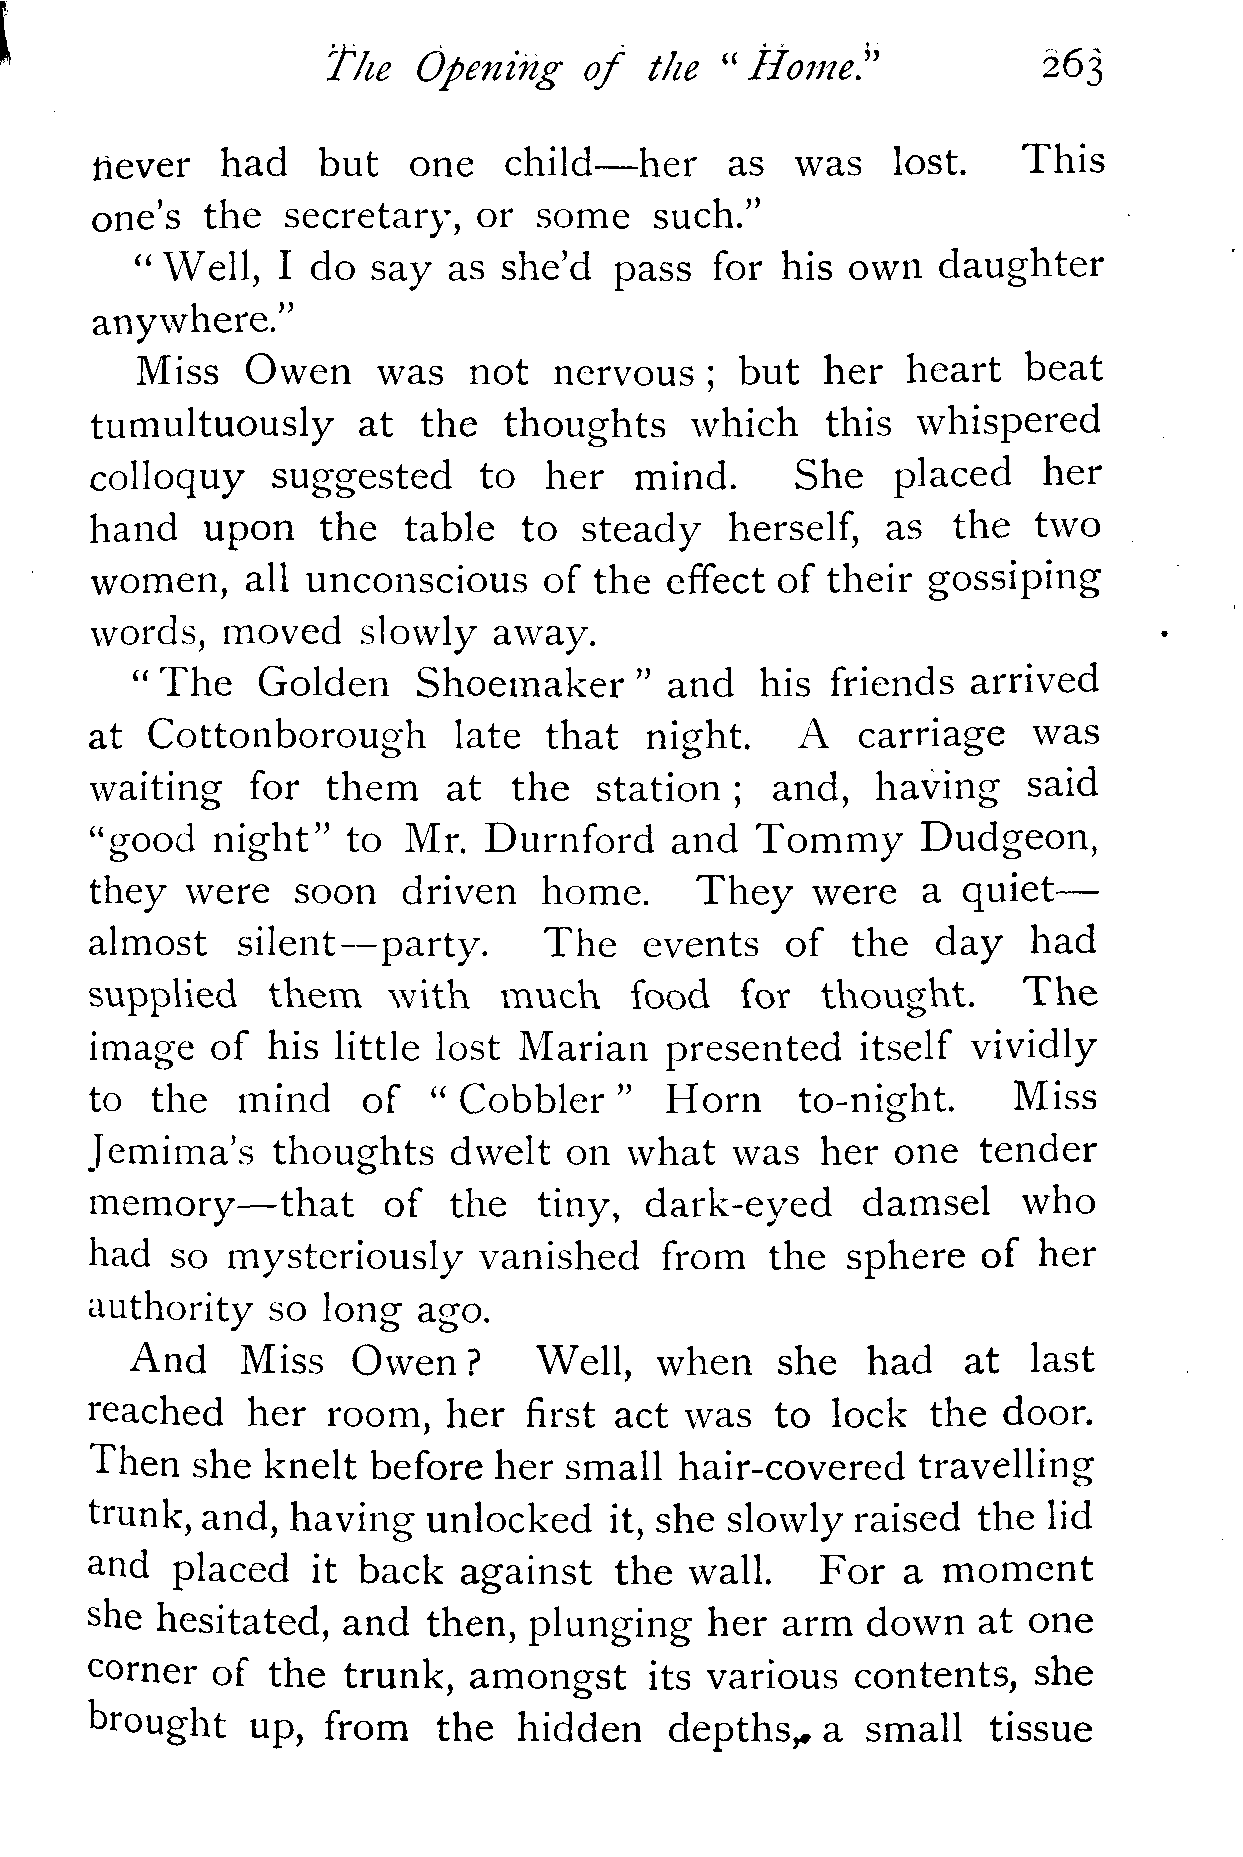 The Opening of the “Home.” 263
never had but one child—her as was lost. This
one's the secretary, or some such.”
“Well, I do say as she'd pass for his own daughter
anywhere.”
Miss Owen was not nervous; but her heart beat
tumultuously at the thoughts which this whispered
colloquy suggested to her mind. She placed her
hand upon the table to steady herself, as the two
women, all unconscious of the effect of their gossiping
words, moved slowly away.
“The Golden Shoemaker” and his friends arrived
at Cottonborough late that night. A carriage was
waiting for them at the station; and, having said
“good night” to Mr. Durnford and Tommy Dudgeon,
they were soon driven home. They were a quiet—
almost silent—party. The events of the day had
supplied them with much food for thought. The
image of his little lost Marian presented itself vividly
to the mind of “Cobbler” Horn to-night. Miss
Jemima's thoughts dwelt on what was her one tender
memory—that of the tiny, dark-eyed damsel who
had so mysteriously vanished from the sphere of her
authority so long ago.
And Miss Owen? Well, when she had at last
reached her room, her first act was to lock the door.
Then she knelt before her small hair-covered travelling
trunk, and, having unlocked it, she slowly raised the lid
and placed it back against the wall. For a moment
she hesitated, and then, plunging her arm down at one
corner of the trunk, amongst its various contents, she
brought up, from the hidden depths, a small tissue